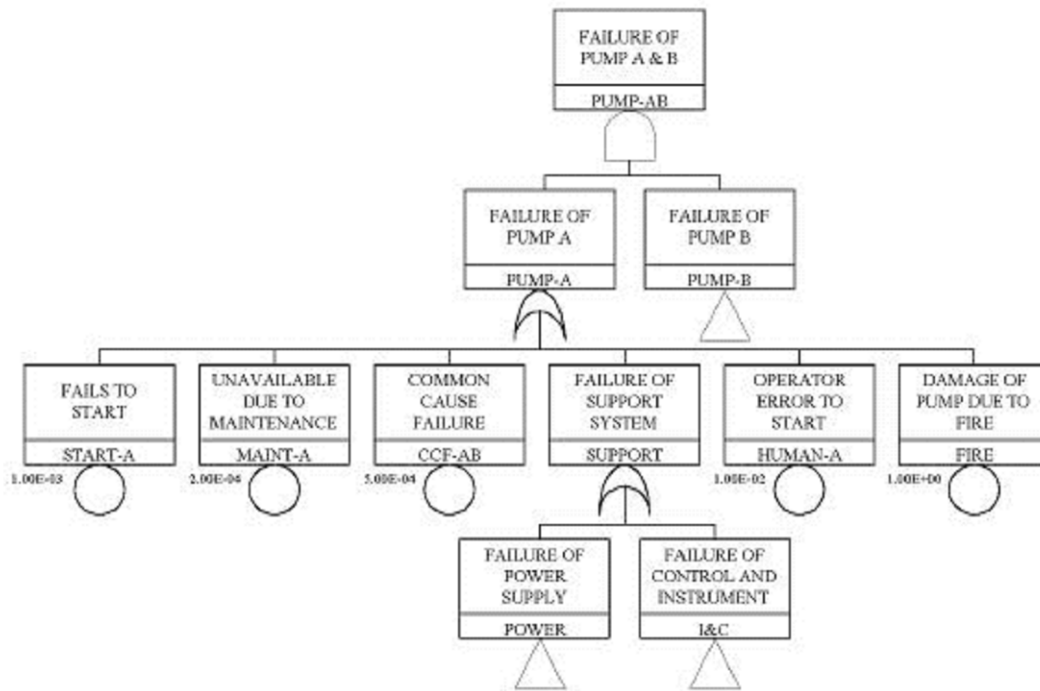 FAILURE OF
PUMP A & B
PUMP-AB
FAILURE OF
PUMP A
PUMP-A
FAILURE OF
PUMP B
PUMP-B
FAILS TO
START
START-A
1.00E-03
UNAVAILABLE
DUE TO
MAINTENANCE
MAINT-A
2.00E-04
COMMON
CAUSE
FAILURE
CCF-AB
5.00E-04
FAILURE OF
SUPPORT
SYSTEM
SUPPORT
OPERATOR
ERROR TO
START
HUMAN-A
1.00E-02
DAMAGE OF
PUMP DUE TO
FIRE
FIRE
1.00E+00
FAILURE OF
POWER
SUPPLY
POWER
FAILURE OF
CONTROL AND
INSTRUMENT
I&C